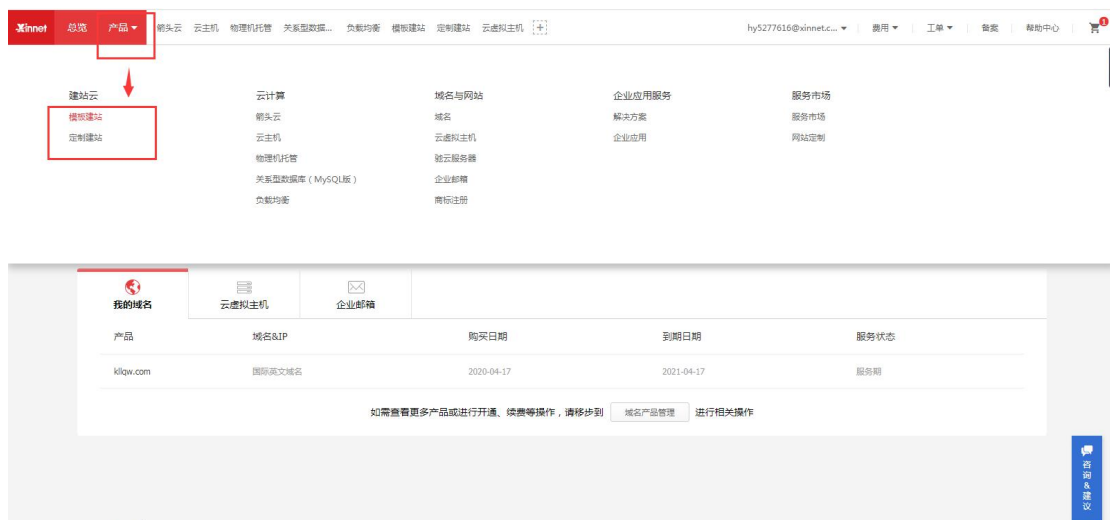 Xinnet 总览 产品 箭头云 云主机 物理机托管 关系型数据... 负载均衡 模板建站 定制建站 云虚拟主机 hy5277616@xinnet.c... 费用 工单 备案 帮助中心 1
建站云 云计算 域名与网站 企业应用服务 服务市场
模板建站 箭头云 域名 解决方案 服务市场
定制建站 云主机 云虚拟主机 企业应用 网站定制
物理机托管 驰云服务器
关系型数据库（MySQL版） 企业邮箱
负载均衡 商标注册
我的域名 云虚拟主机 企业邮箱
产品 域名&IP 购买日期 到期日期 服务状态
kllqw.com 国际英文域名 2020-04-17 2021-04-17 服务期
如需查看更多产品或进行开通、续费等操作，请移步到 域名产品管理 进行相关操作
咨询&建议